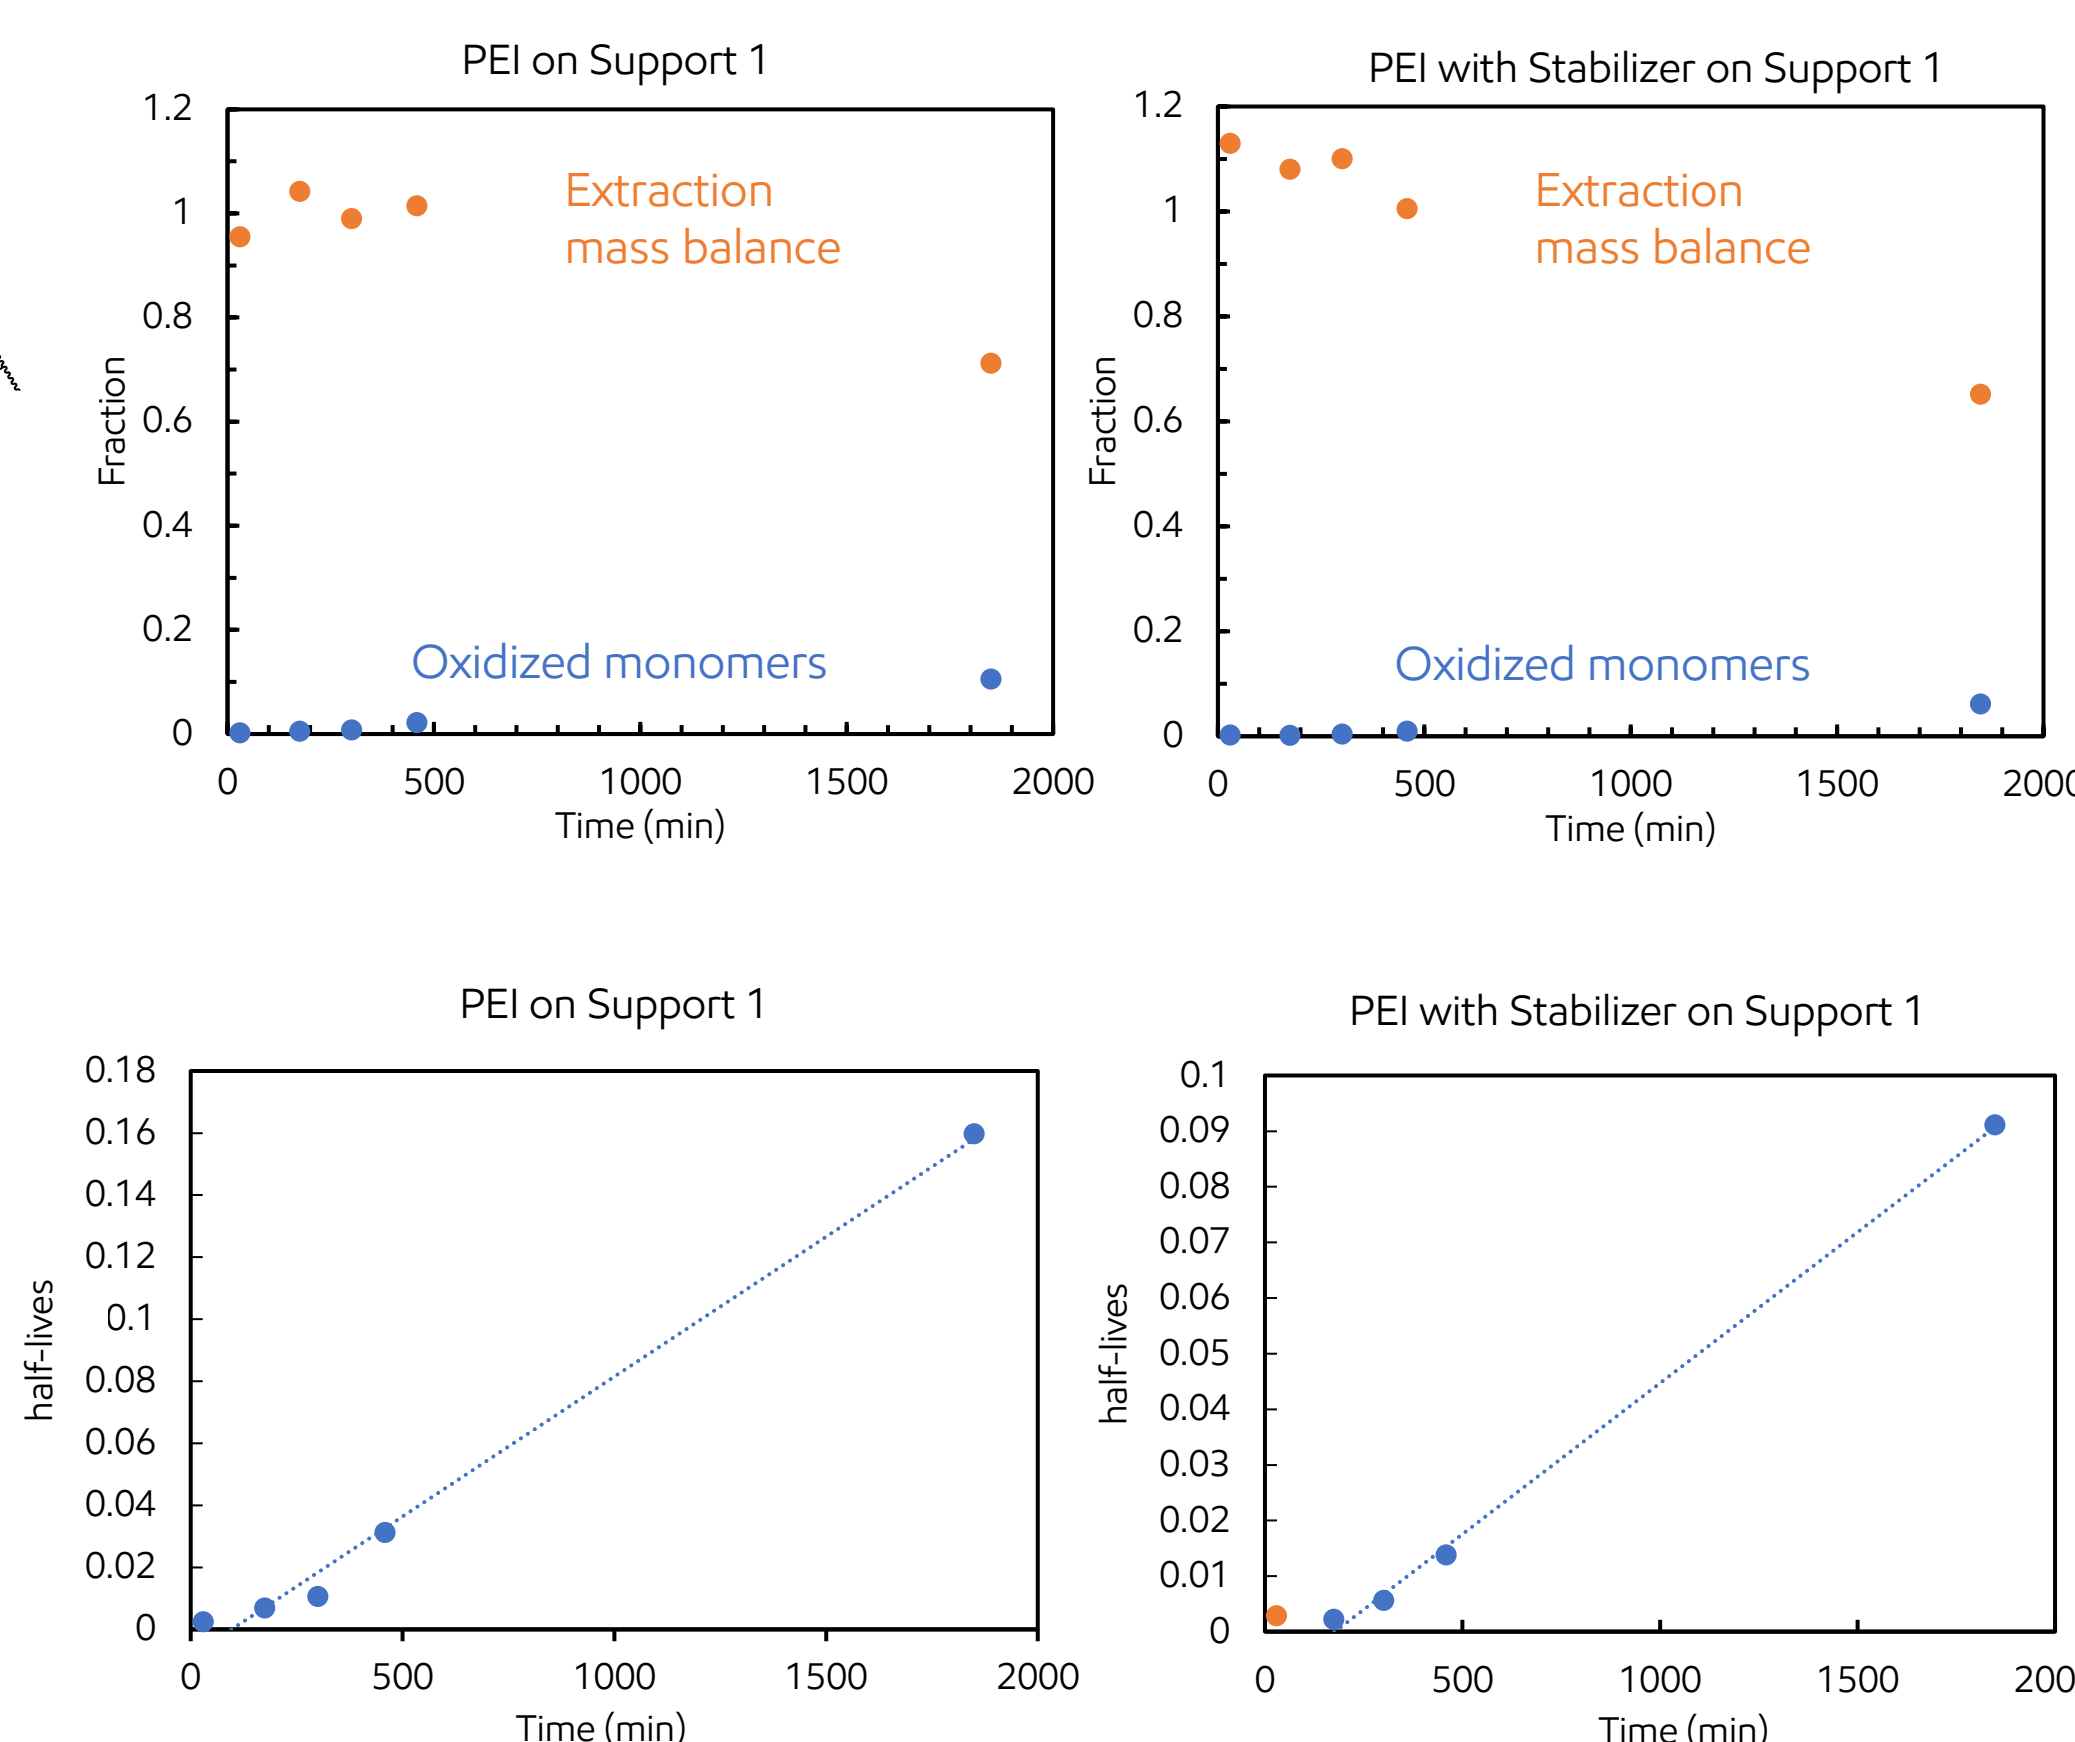 PEI on Support 1
1.2
1
0.8
0.6
0.4
0.2
0
Fraction
Extraction
mass balance
Oxidized monomers
0 500 1000 1500 2000
Time (min)
PEI with Stabilizer on Support 1
1.2
1
0.8
0.6
0.4
0.2
0
Fraction
Extraction
mass balance
Oxidized monomers
0 500 1000 1500 2000
Time (min)
PEI on Support 1
0.18
0.16
0.14
0.12
0.1
0.08
0.06
0.04
0.02
0
half-lives
0 500 1000 1500 2000
Time (min)
PEI with Stabilizer on Support 1
0.1
0.09
0.08
0.07
0.06
0.05
0.04
0.03
0.02
0.01
0
half-lives
0 500 1000 1500 200
Time (min)